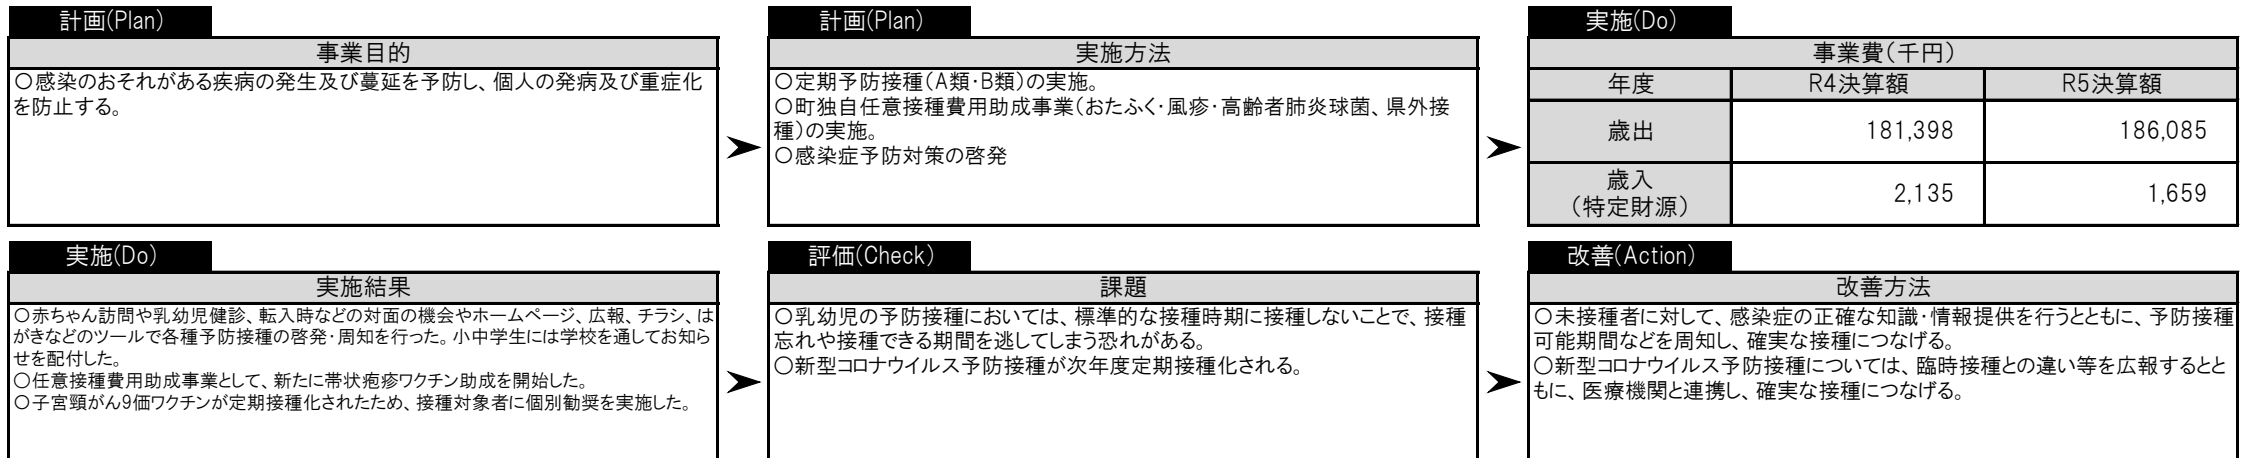 計画(Plan)
事業目的
○感染のおそれがある疾病の発生及び蔓延を予防し、個人の発病及び重症化
を防止する。
計画(Plan)
実施方法
○定期予防接種(A類・B類)の実施。
○町独自任意接種費用助成事業(おたふく・風疹・高齢者肺炎球菌、県外接
種)の実施。
○感染症予防対策の啓発
実施(Do)
事業費(千円)
年度 R4決算額 R5決算額
歳出 181,398 186,085
歳入
(特定財源) 2,135 1,659
実施(Do)
実施結果
○赤ちゃん訪問や乳幼児健診、転入時などの対面の機会やホームページ、広報、チラシ、は
がきなどのツールで各種予防接種の啓発・周知を行った。小中学生には学校を通してお知ら
せを配付した。
○任意接種費用助成事業として、新たに帯状疱疹ワクチン助成を開始した。
○子宮頸がん9価ワクチンが定期接種化されたため、接種対象者に個別勧奨を実施した。
評価(Check)
課題
○乳幼児の予防接種においては、標準的な接種時期に接種しないことで、接種
忘れや接種できる期間を逃してしまう恐れがある。
○新型コロナウイルス予防接種が次年度定期接種化される。
改善(Action)
改善方法
○未接種者に対して、感染症の正確な知識・情報提供を行うとともに、予防接種
可能期間などを周知し、確実な接種につなげる。
○新型コロナウイルス予防接種については、臨時接種との違い等を広報するとと
もに、医療機関と連携し、確実な接種につなげる。